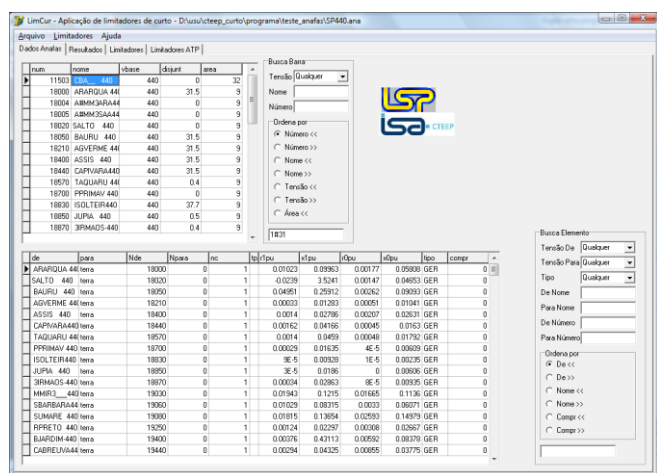 LimCur - Aplicação de limitadores de curto - D:\usu\cteep_curto\programa\teste_anafas\SP440.ana
Arquivo Limitadores Ajuda
Dados Anafas Resultados Limitadores Limitadores ATP
num nome vbase disjunt area
11503 CBA__ 440 440 0 32
18000 ARARQUA 44( 440 31.5 9
18004 A#MM3ARA44 440 0 9
18005 A#MM3SAA44 440 0 9
18020 SALTO 440 440 0 9
18050 BAURU 440 440 31.5 9
18210 AGVERME 44( 440 31.5 9
18400 ASSIS 440 440 31.5 9
18440 CAPIVARA44( 440 31.5 9
18570 TAQUARU 44( 440 0.4 9
18700 PPRIMAV 440 440 0 9
18830 ISOLTEIR440 440 37.7 9
18850 JUPIA 440 440 0.5 9
18870 3IRMAOS-440 440 0.4 9
Busca Barra
Tensão Qualquer
Nome
Número
Ordena por
Número <<
Número >>
Nome <<
Nome >>
Tensão <<
Tensão >>
Área <<
1#31
LSP
isa CTEEP
de para Nde Npara nc tp r1pu x1pu r0pu x0pu tipo compr
ARARQUA 44( terra 18000 0 1 0.01023 0.09963 0.00177 0.05808 GER 0
SALTO 440 terra 18020 0 1 -0.0239 3.5241 0.00147 0.04653 GER 0
BAURU 440 terra 18050 0 1 0.04951 0.25912 0.00262 0.09093 GER 0
AGVERME 44( terra 18210 0 1 0.00033 0.01283 0.00051 0.01041 GER 0
ASSIS 440 terra 18400 0 1 0.0014 0.02786 0.00207 0.02631 GER 0
CAPIVARA44( terra 18440 0 1 0.00162 0.04166 0.00045 0.0163 GER 0
TAQUARU 44( terra 18570 0 1 0.0014 0.0459 0.00048 0.01792 GER 0
PPRIMAV 440 terra 18700 0 1 0.00029 0.01635 4E-5 0.00609 GER 0
ISOLTEIR440 terra 18830 0 1 9E-5 0.00928 1E-5 0.00235 GER 0
JUPIA 440 terra 18850 0 1 3E-5 0.0186 0 0.00606 GER 0
3IRMAOS-440 terra 18870 0 1 0.00034 0.02863 8E-5 0.00935 GER 0
MMIR3___440 terra 19030 0 1 0.01943 0.1215 0.01665 0.1136 GER 0
SBARBARA44 terra 19060 0 1 0.01029 0.08315 0.0033 0.06071 GER 0
SUMARE 440 terra 19080 0 1 0.01815 0.13654 0.02593 0.14979 GER 0
RPRETO 440 terra 19250 0 1 0.00124 0.02297 0.00308 0.02667 GER 0
BJARDIM-440 terra 19400 0 1 0.00376 0.43113 0.00592 0.08378 GER 0
CABREUVA44 terra 19440 0 1 0.00294 0.04325 0.00855 0.03775 GER 0
Busca Elemento
Tensão De Qualquer
Tensão Para Qualquer
Tipo Qualquer
De Nome
Para Nome
De Número
Para Número
Ordena por
De <<
De >>
Nome <<
Nome >>
Compr <<
Compr >>